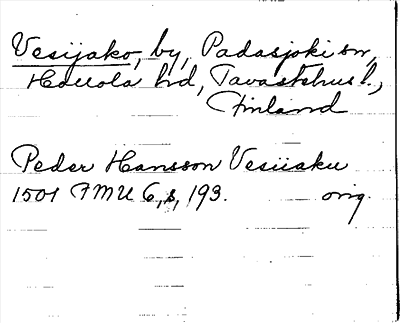 Vesijako, by, Padasjoki sn,
Hollola hd, Tavastehus l.,
Finland
Peder Hansson Vesiiaku
1501 FMU 6, s, 193. orig.